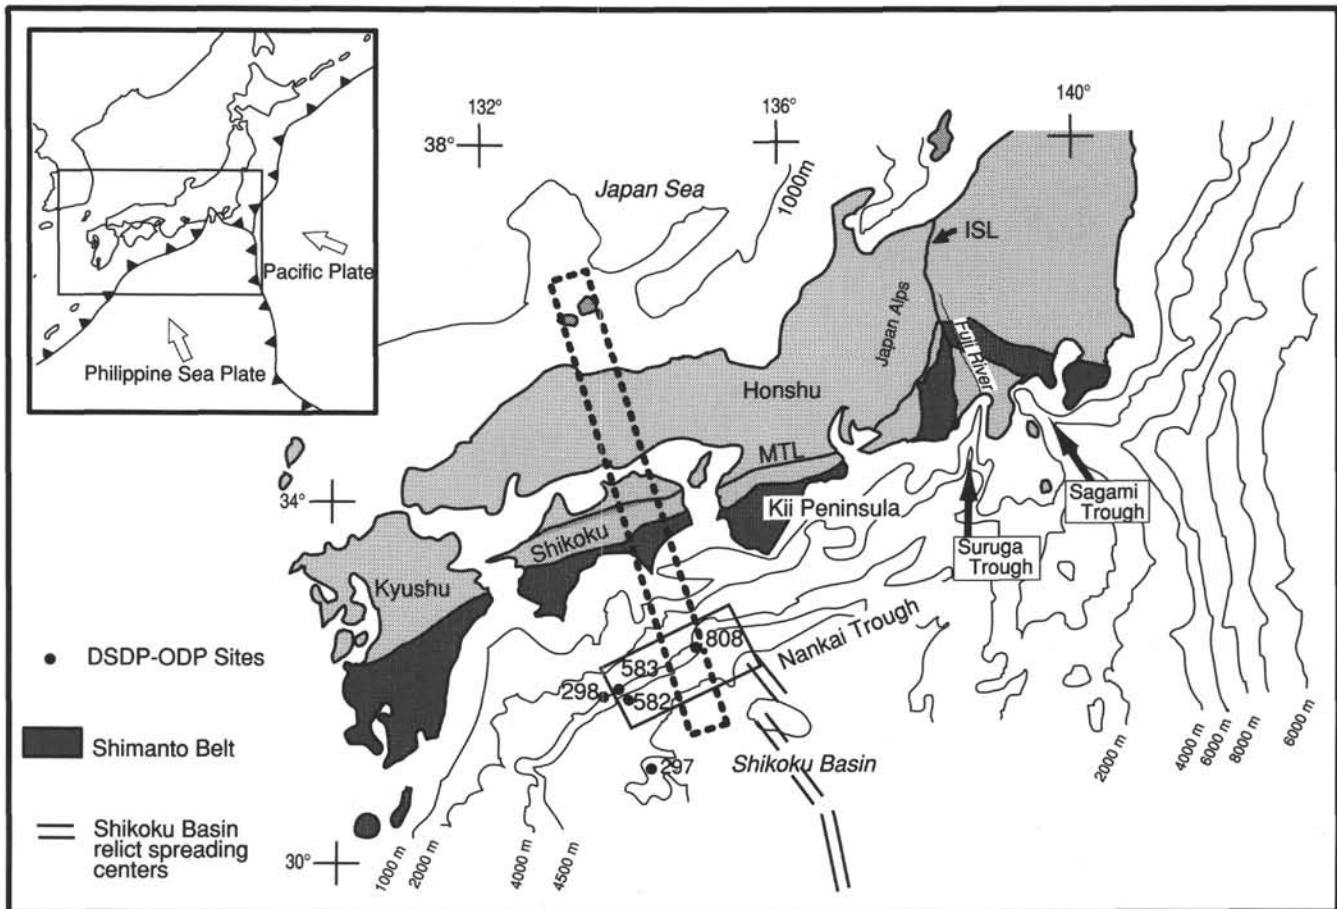 Pacific Plate
Philippine Sea Plate
132°
136°
140°
38°
Japan Sea
1000m
ISL
Japan Alps
Fuji River
Honshu
MTL
34°
Kii Peninsula
Sagami
Trough
Suruga
Trough
Shikoku
Kyushu
Nankai Trough
808
583
298
582
DSDP-ODP Sites
Shimanto Belt
Shikoku Basin
297
Shikoku Basin
relict spreading
centers
30°
1000 m
2000 m
4000 m
4500 m
2000 m
4000 m
6000 m
8000 m
6000 m